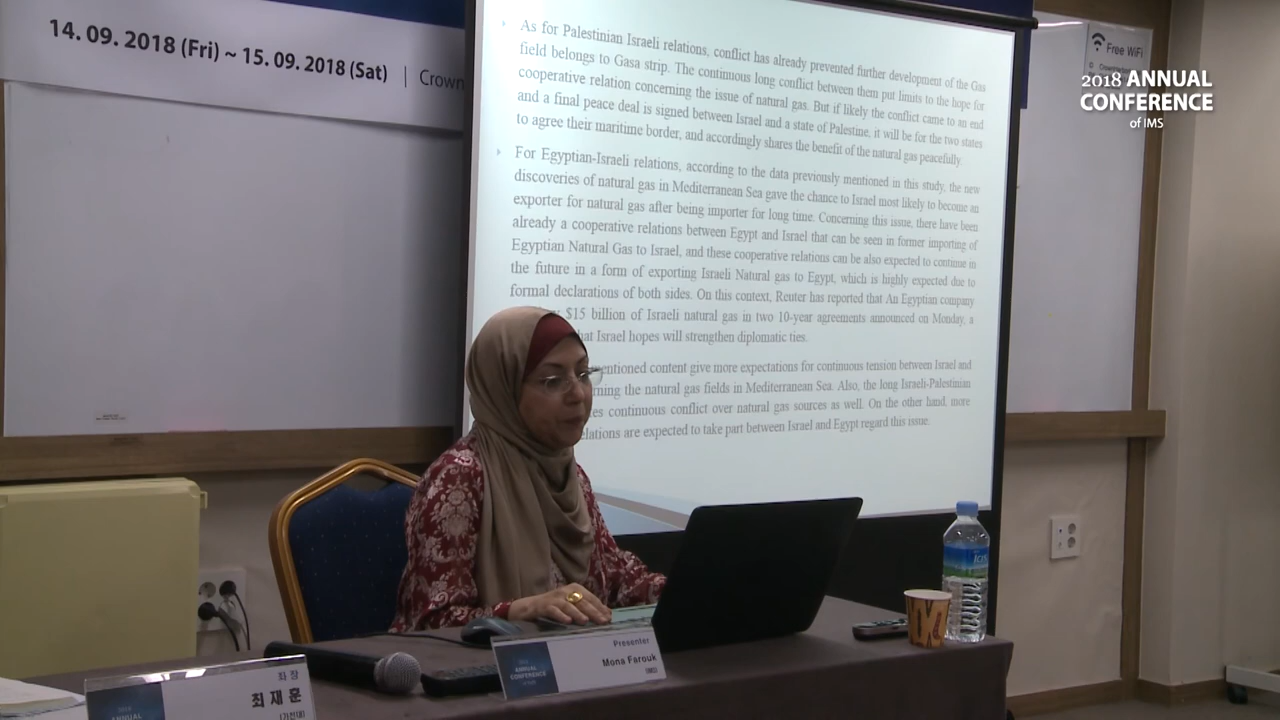 14. 09. 2018 (Fri) ~ 15. 09. 2018 (Sat) | Crown
Free WiFi
2018 ANNUAL
CONFERENCE
of IMS
As for Palestinian Israeli relations, conflict has already prevented further development of the Gas
field belongs to Gasa strip. The continuous long conflict between them put limits to the hope for
cooperative relation concerning the issue of natural gas. But if likely the conflict came to an end
and a final peace deal is signed between Israel and a state of Palestine, it will be for the two states
to agree their maritime border, and accordingly shares the benefit of the natural gas peacefully.
For Egyptian-Israeli relations, according to the data previously mentioned in this study, the new
discoveries of natural gas in Mediterranean Sea gave the chance to Israel most likely to become an
exporter for natural gas after being importer for long time. Concerning this issue, there have been
already a cooperative relations between Egypt and Israel that can be seen in former importing of
Egyptian Natural Gas to Israel, and these cooperative relations can be also expected to continue in
the future in a form of exporting Israeli Natural gas to Egypt, which is highly expected due to
formal declarations of both sides. On this context, Reuter has reported that An Egyptian company
$15 billion of Israeli natural gas in two 10-year agreements announced on Monday, a
that Israel hopes will strengthen diplomatic ties.
mentioned content give more expectations for continuous tension between Israel and
the natural gas fields in Mediterranean Sea. Also, the long Israeli-Palestinian
continuous conflict over natural gas sources as well. On the other hand, more
relations are expected to take part between Israel and Egypt regard this issue.
Presenter
ANNUAL
CONFERENCE
Mona Farouk
좌 장
최 재 훈
ANNUAL